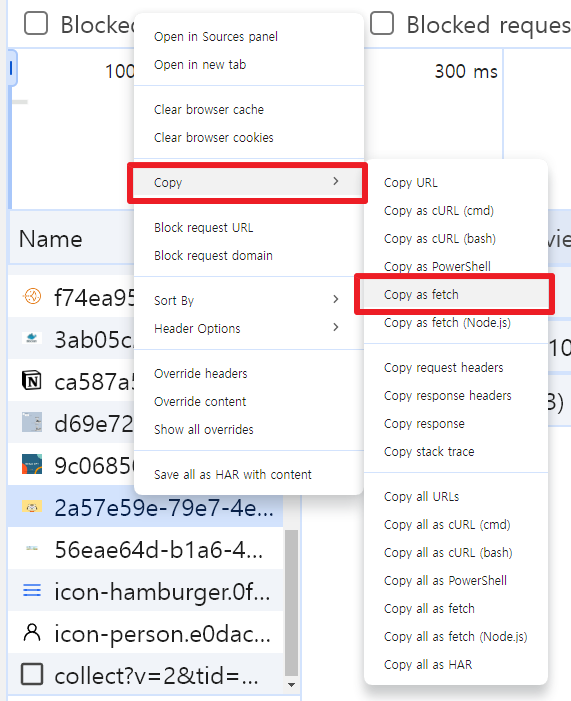 Blocked
Blocked reques
100
300 ms
Open in Sources panel
Open in new tab
Clear browser cache
Clear browser cookies
Copy
Block request URL
Block request domain
Sort By
Header Options
Override headers
Override content
Show all overrides
Save all as HAR with content
Copy URL
Copy as cURL (cmd)
Copy as cURL (bash)
Copy as PowerShell
Copy as fetch
Copy as fetch (Node.js)
Copy request headers
Copy response headers
Copy response
Copy stack trace
Copy all URLs
Copy all as cURL (cmd)
Copy all as cURL (bash)
Copy all as PowerShell
Copy all as fetch
Copy all as fetch (Node.js)
Copy all as HAR
Name
f74ea95
3ab05c
ca587a5
d69e72
9c0685
2a57e59e-79e7-4e...
56eae64d-b1a6-4...
icon-hamburger.0f...
icon-person.e0dac...
collect?v=2&tid=...
vie
10
3)